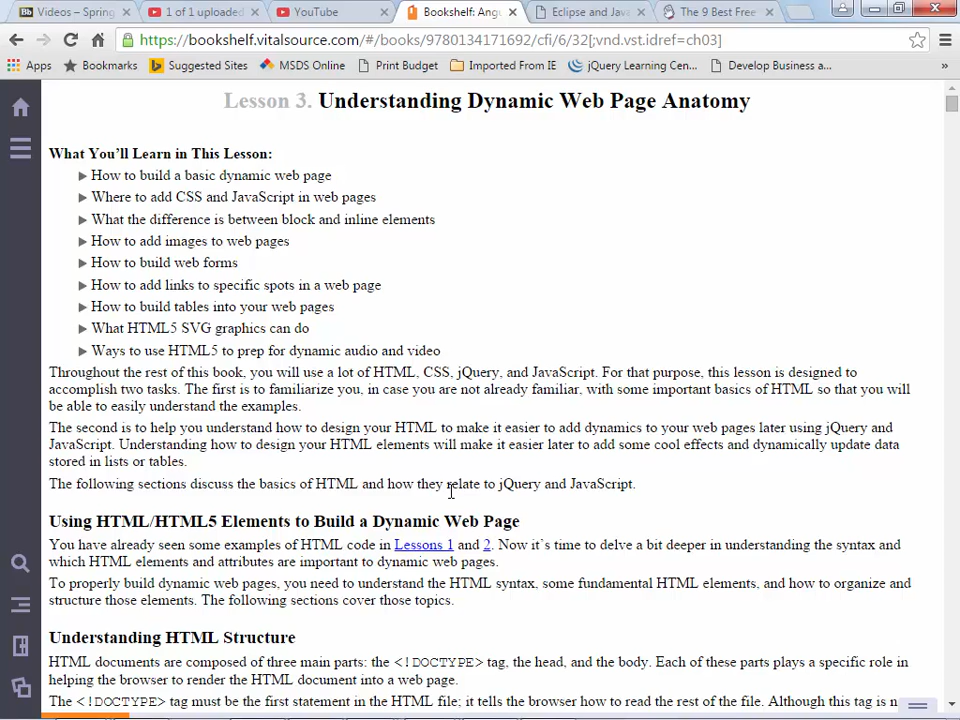 Videos – Spring
1 of 1 uploaded
YouTube
Bookshelf: Angu
Eclipse and Java
The 9 Best Free
https://bookshelf.vitalsource.com/#/books/9780134171692/cfi/6/32[;vnd.vst.idref=ch03]
Apps
Bookmarks
Suggested Sites
MSDS Online
Print Budget
Imported From IE
jQuery Learning Cen...
Develop Business a...
»
Lesson 3. Understanding Dynamic Web Page Anatomy
What You'll Learn in This Lesson:
How to build a basic dynamic web page
Where to add CSS and JavaScript in web pages
What the difference is between block and inline elements
How to add images to web pages
How to build web forms
How to add links to specific spots in a web page
How to build tables into your web pages
What HTML5 SVG graphics can do
Ways to use HTML5 to prep for dynamic audio and video
Throughout the rest of this book, you will use a lot of HTML, CSS, jQuery, and JavaScript. For that purpose, this lesson is designed to
accomplish two tasks. The first is to familiarize you, in case you are not already familiar, with some important basics of HTML so that you will
be able to easily understand the examples.
The second is to help you understand how to design your HTML to make it easier to add dynamics to your web pages later using jQuery and
JavaScript. Understanding how to design your HTML elements will make it easier later to add some cool effects and dynamically update data
stored in lists or tables.
The following sections discuss the basics of HTML and how they relate to jQuery and JavaScript.
Using HTML/HTML5 Elements to Build a Dynamic Web Page
You have already seen some examples of HTML code in Lessons 1 and 2. Now it's time to delve a bit deeper in understanding the syntax and
which HTML elements and attributes are important to dynamic web pages.
To properly build dynamic web pages, you need to understand the HTML syntax, some fundamental HTML elements, and how to organize and
structure those elements. The following sections cover those topics.
Understanding HTML Structure
HTML documents are composed of three main parts: the <!DOCTYPE> tag, the head, and the body. Each of these parts plays a specific role in
helping the browser to render the HTML document into a web page.
The <!DOCTYPE> tag must be the first statement in the HTML file; it tells the browser how to read the rest of the file. Although this tag is n